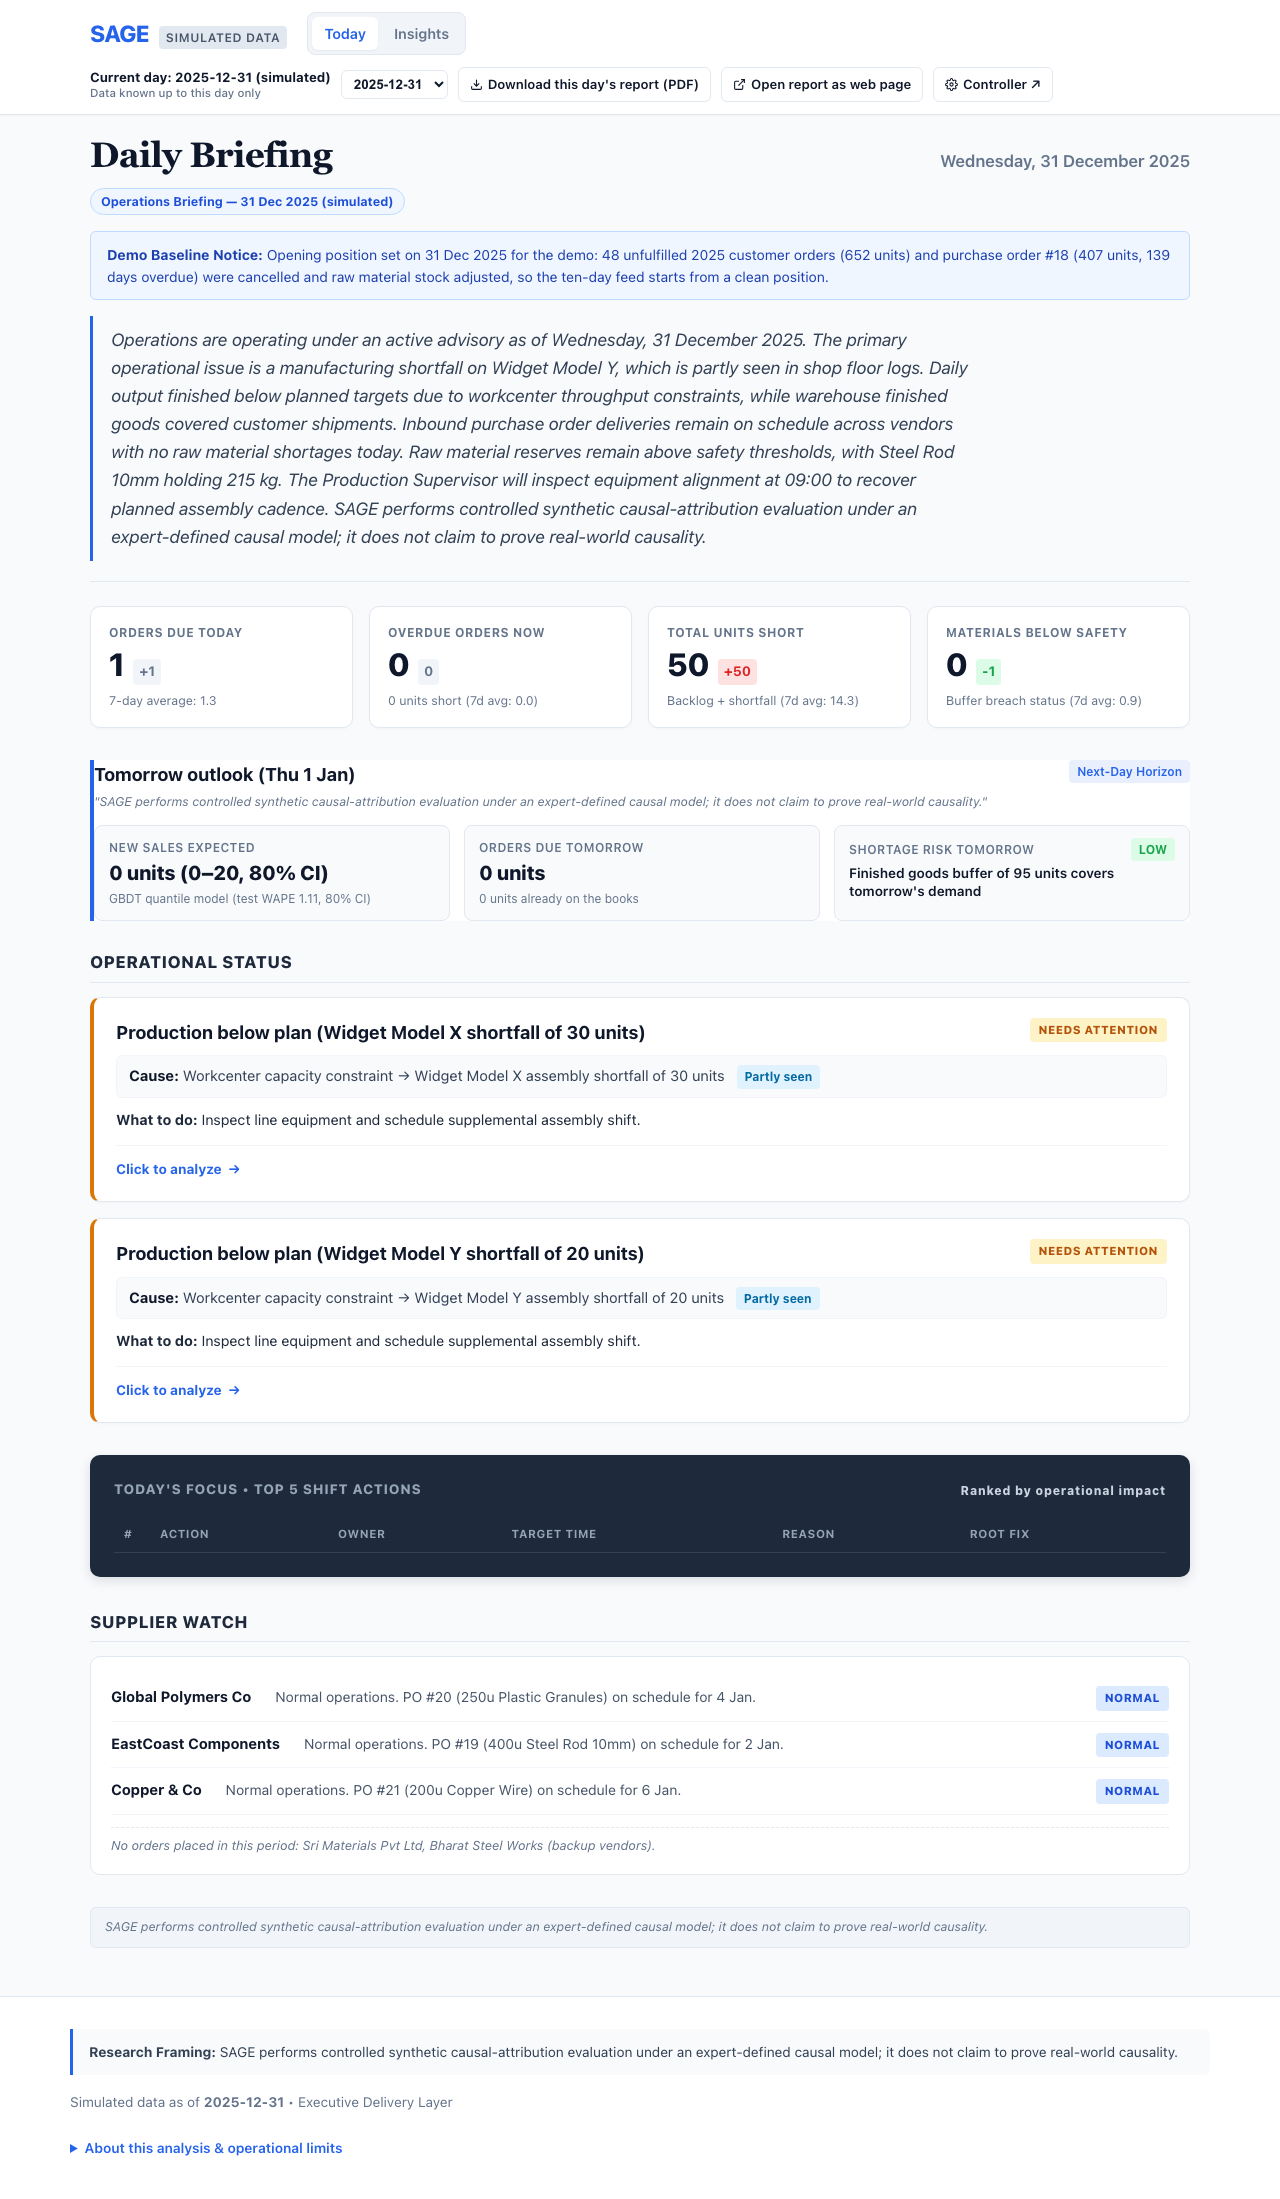 SAGE SIMULATED DATA Today Insights
Current day: 2025-12-31 (simulated)
Data known up to this day only
2025-12-31 Download this day's report (PDF) Open report as web page Controller ↗
Daily Briefing
Wednesday, 31 December 2025
Operations Briefing — 31 Dec 2025 (simulated)
Demo Baseline Notice: Opening position set on 31 Dec 2025 for the demo: 48 unfulfilled 2025 customer orders (652 units) and purchase order #18 (407 units, 139
days overdue) were cancelled and raw material stock adjusted, so the ten-day feed starts from a clean position.
Operations are operating under an active advisory as of Wednesday, 31 December 2025. The primary
operational issue is a manufacturing shortfall on Widget Model Y, which is partly seen in shop floor logs. Daily
output finished below planned targets due to workcenter throughput constraints, while warehouse finished
goods covered customer shipments. Inbound purchase order deliveries remain on schedule across vendors
with no raw material shortages today. Raw material reserves remain above safety thresholds, with Steel Rod
10mm holding 215 kg. The Production Supervisor will inspect equipment alignment at 09:00 to recover
planned assembly cadence. SAGE performs controlled synthetic causal-attribution evaluation under an
expert-defined causal model; it does not claim to prove real-world causality.
ORDERS DUE TODAY
1 +1
7-day average: 1.3
OVERDUE ORDERS NOW
0 0
0 units short (7d avg: 0.0)
TOTAL UNITS SHORT
50 +50
Backlog + shortfall (7d avg: 14.3)
MATERIALS BELOW SAFETY
0 -1
Buffer breach status (7d avg: 0.9)
Tomorrow outlook (Thu 1 Jan)
Next-Day Horizon
"SAGE performs controlled synthetic causal-attribution evaluation under an expert-defined causal model; it does not claim to prove real-world causality."
NEW SALES EXPECTED
0 units (0–20, 80% CI)
GBDT quantile model (test WAPE 1.11, 80% CI)
ORDERS DUE TOMORROW
0 units
0 units already on the books
SHORTAGE RISK TOMORROW LOW
Finished goods buffer of 95 units covers
tomorrow's demand
OPERATIONAL STATUS
Production below plan (Widget Model X shortfall of 30 units)
NEEDS ATTENTION
Cause: Workcenter capacity constraint → Widget Model X assembly shortfall of 30 units Partly seen
What to do: Inspect line equipment and schedule supplemental assembly shift.
Click to analyze →
Production below plan (Widget Model Y shortfall of 20 units)
NEEDS ATTENTION
Cause: Workcenter capacity constraint → Widget Model Y assembly shortfall of 20 units Partly seen
What to do: Inspect line equipment and schedule supplemental assembly shift.
Click to analyze →
TODAY'S FOCUS • TOP 5 SHIFT ACTIONS
Ranked by operational impact
# ACTION OWNER TARGET TIME REASON ROOT FIX
SUPPLIER WATCH
Global Polymers Co Normal operations. PO #20 (250u Plastic Granules) on schedule for 4 Jan. NORMAL
EastCoast Components Normal operations. PO #19 (400u Steel Rod 10mm) on schedule for 2 Jan. NORMAL
Copper & Co Normal operations. PO #21 (200u Copper Wire) on schedule for 6 Jan. NORMAL
No orders placed in this period: Sri Materials Pvt Ltd, Bharat Steel Works (backup vendors).
SAGE performs controlled synthetic causal-attribution evaluation under an expert-defined causal model; it does not claim to prove real-world causality.
Research Framing: SAGE performs controlled synthetic causal-attribution evaluation under an expert-defined causal model; it does not claim to prove real-world causality.
Simulated data as of 2025-12-31 • Executive Delivery Layer
▶ About this analysis & operational limits